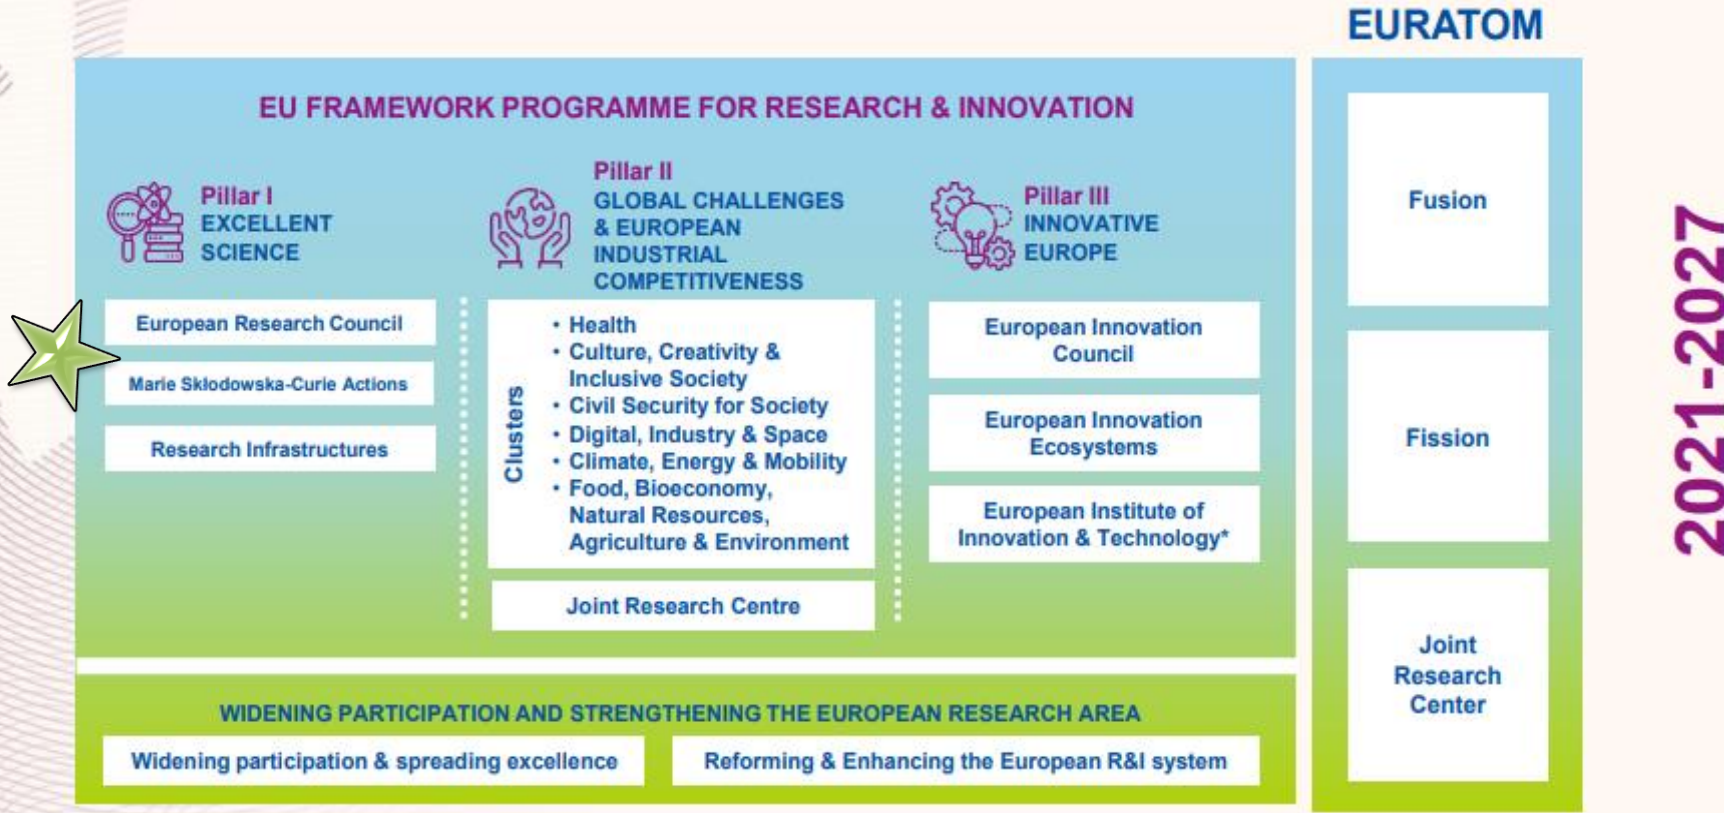 EURATOM
EU FRAMEWORK PROGRAMME FOR RESEARCH & INNOVATION
Pillar I
EXCELLENT
SCIENCE
European Research Council
Marie Skłodowska-Curie Actions
Research Infrastructures
Pillar II
GLOBAL CHALLENGES
& EUROPEAN
INDUSTRIAL
COMPETITIVENESS
Clusters
• Health
• Culture, Creativity &
Inclusive Society
• Civil Security for Society
• Digital, Industry & Space
• Climate, Energy & Mobility
• Food, Bioeconomy,
Natural Resources,
Agriculture & Environment
Joint Research Centre
Pillar III
INNOVATIVE
EUROPE
European Innovation
Council
European Innovation
Ecosystems
European Institute of
Innovation & Technology*
WIDENING PARTICIPATION AND STRENGTHENING THE EUROPEAN RESEARCH AREA
Widening participation & spreading excellence
Reforming & Enhancing the European R&I system
Fusion
Fission
Joint
Research
Center
2021-2027